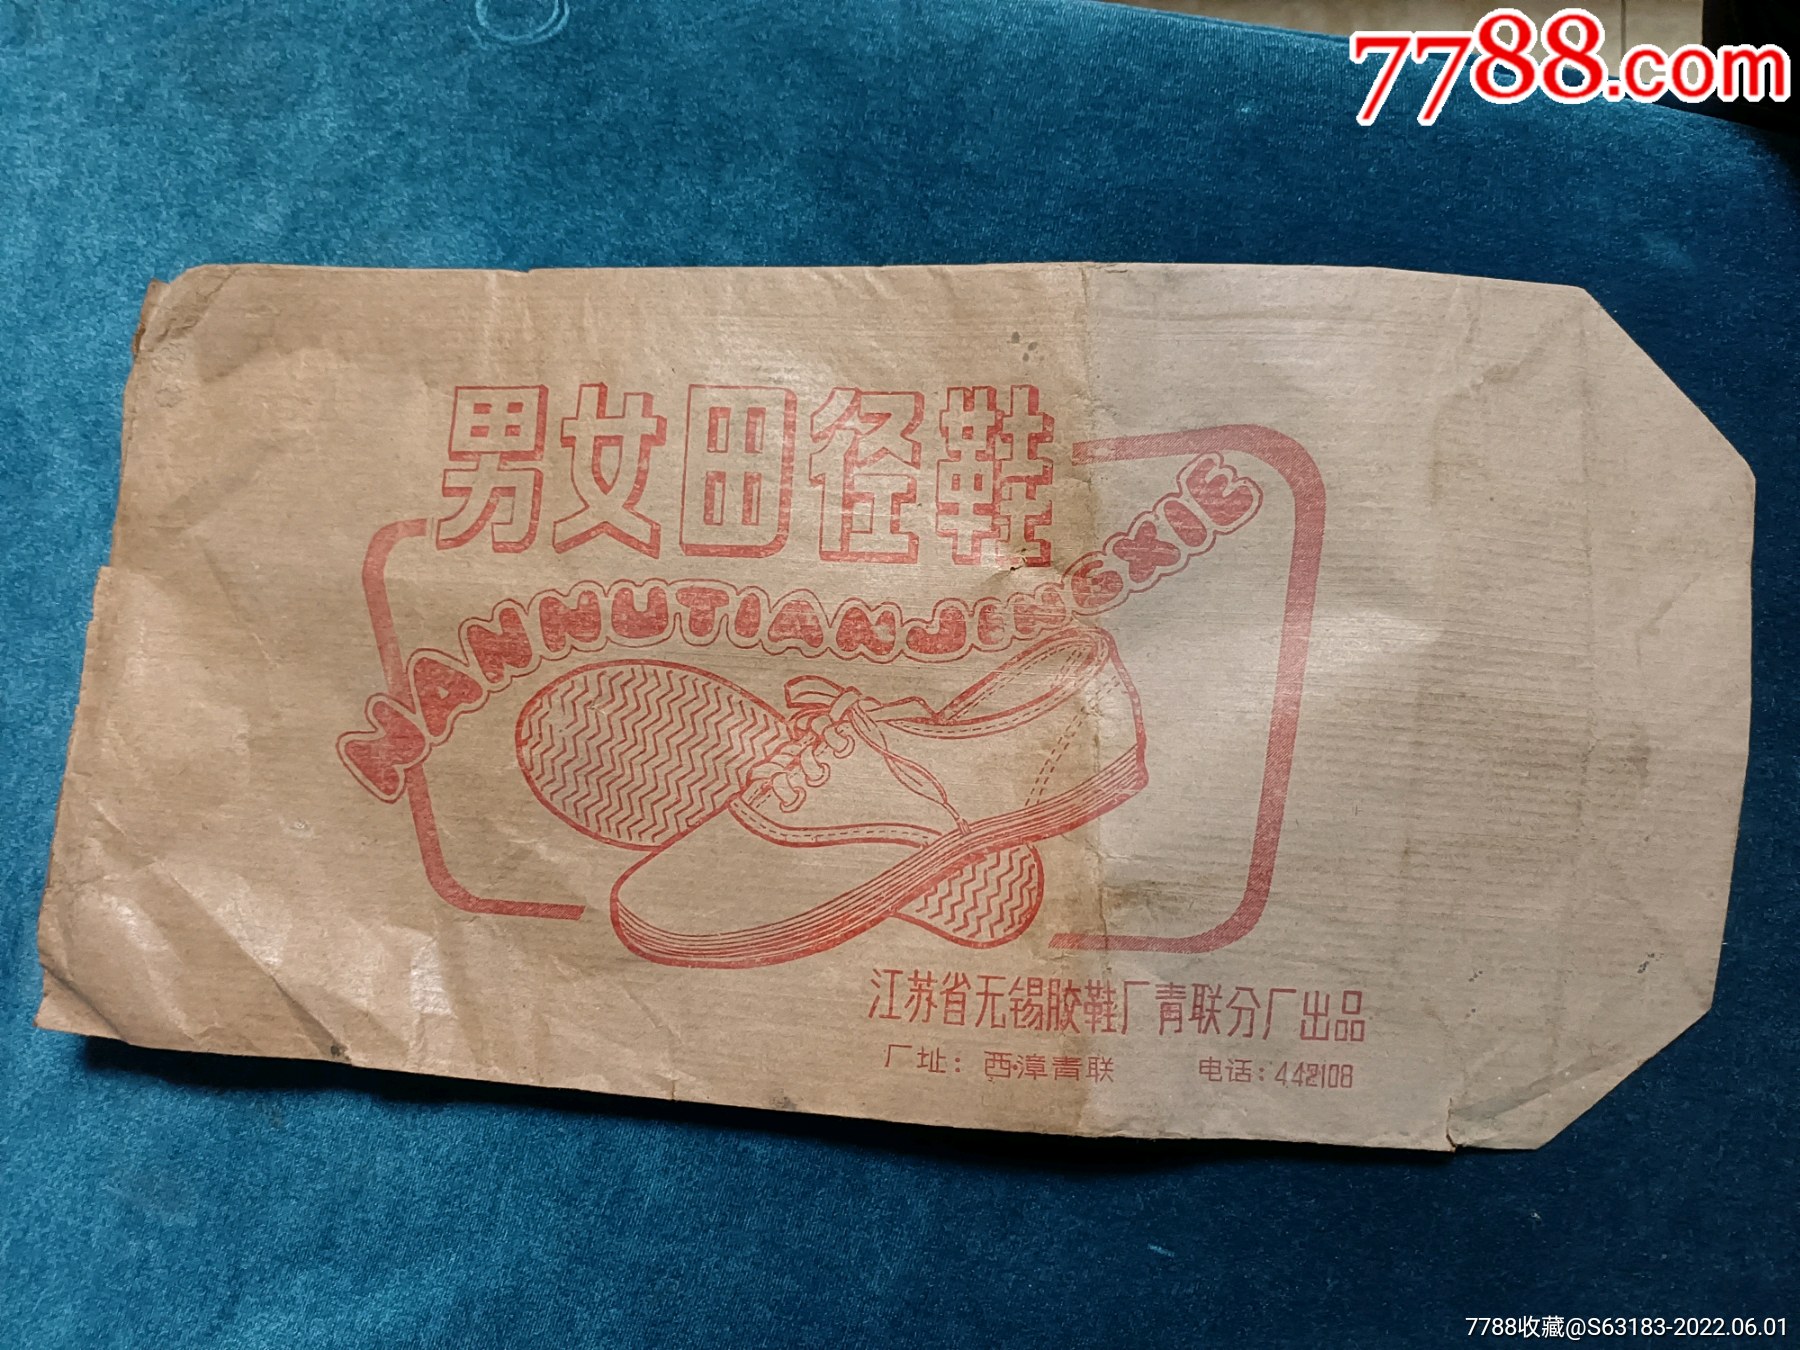 7788.com
男女田径鞋
NANNUTIANJINGXIE
江苏省无锡胶鞋厂青联分厂出品
厂址：西漳青联 电话：442108
7788收藏@S63183-2022.06.01